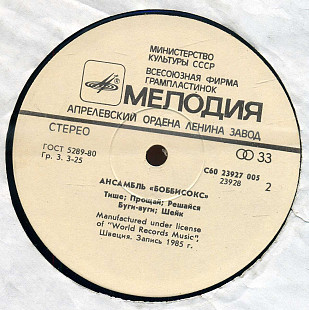 МИНИСТЕРСТВО
КУЛЬТУРЫ СССР
ВСЕСОЮЗНАЯ ФИРМА
ГРАМПЛАСТИНОК
МЕЛОДИЯ
АПРЕЛЕВСКИЙ ОРДЕНА ЛЕНИНА ЗАВОД
СТЕРЕО
33
ГОСТ 5289-80
Гр. 3. 3-25
С60 23927 005
23928
2
АНСАМБЛЬ «БОББИСОКС»
Тише; Прощай; Решайся
Буги-вуги; Шейк
Manufactured under license
of "World Records Music".
Швеция. Запись 1985 г.